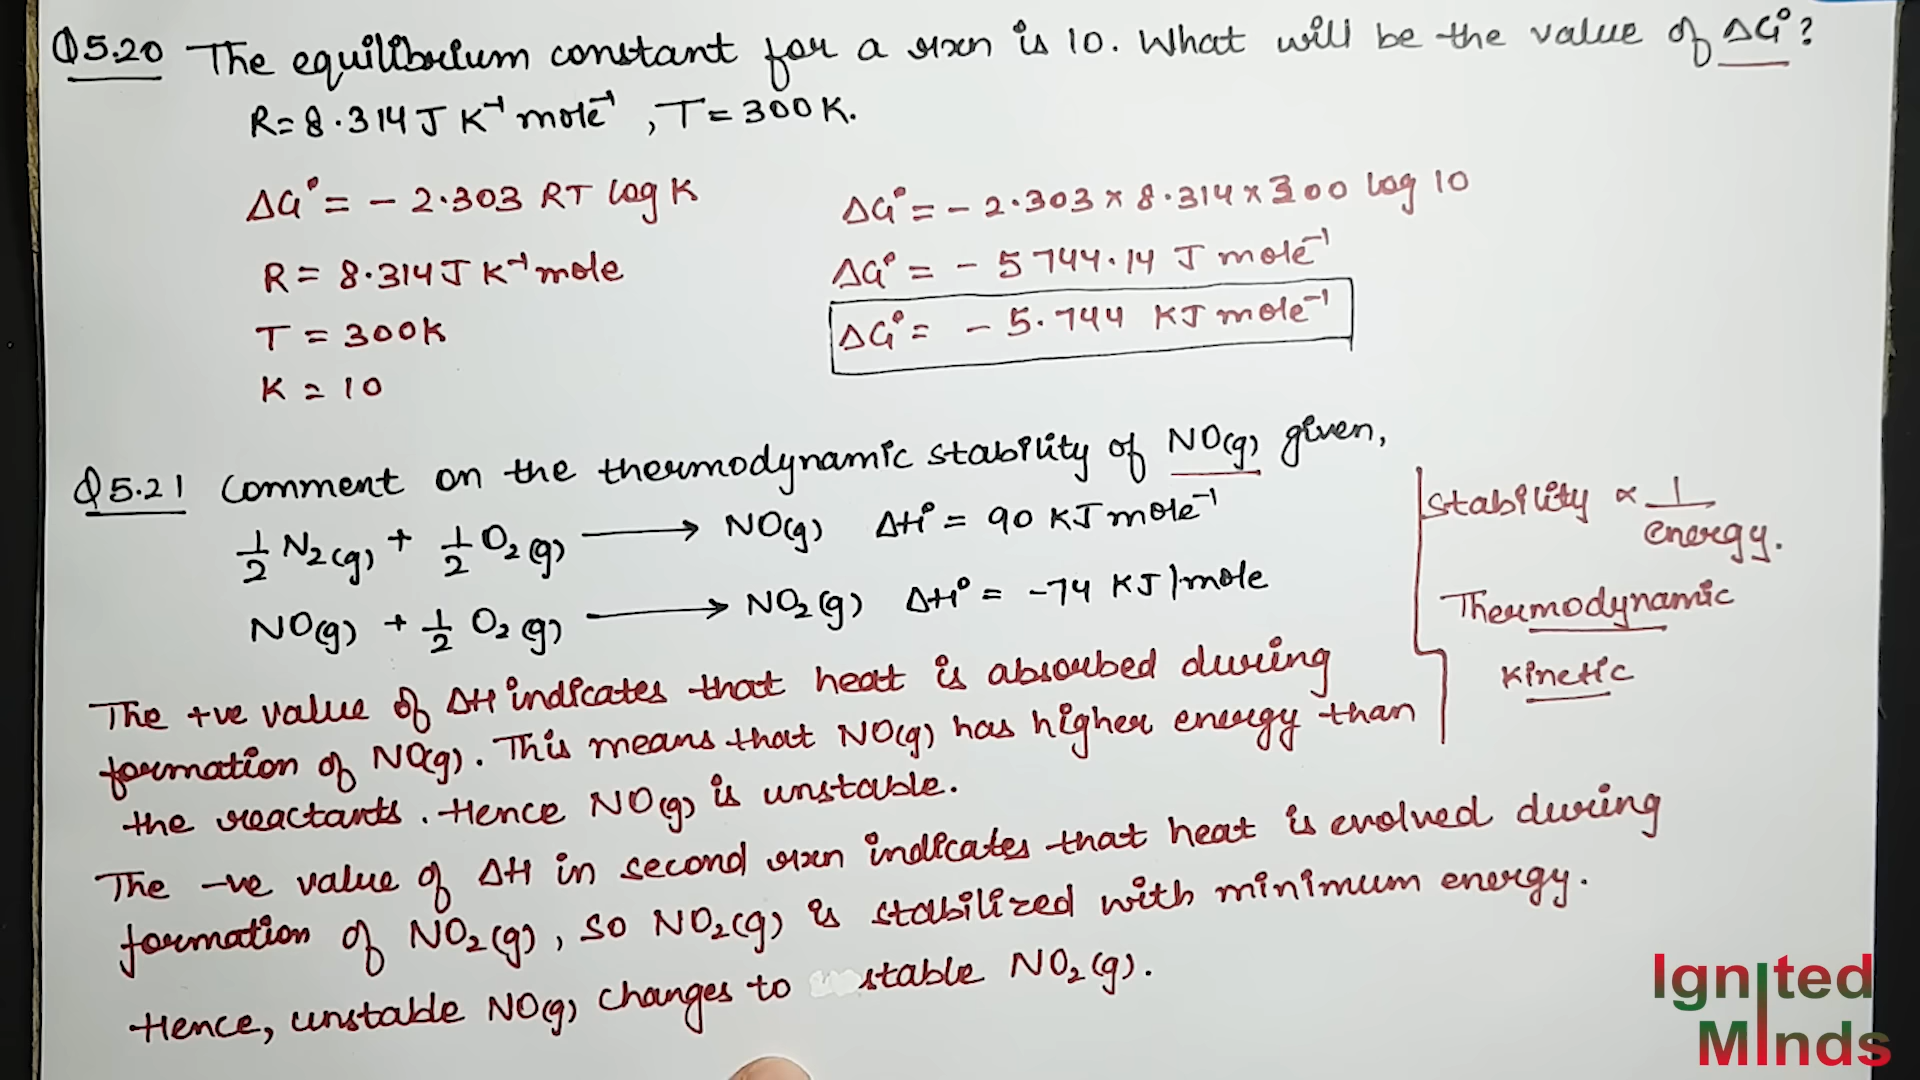 Q5.20 The equilibrium constant for a rxn is 10. What will be the value of ΔG°?
R=8.314 J K⁻¹ mole⁻¹, T=300K.
ΔG° = - 2.303 RT log K
R = 8.314 J K⁻¹ mole
T = 300K
K = 10
ΔG° = - 2.303 × 8.314 × 300 log 10
ΔG° = - 5744.14 J mole⁻¹
ΔG° = - 5.744 KJ mole⁻¹
Q5.21 Comment on the thermodynamic stability of NO(g) given,
1/2 N₂(g) + 1/2 O₂(g) ⟶ NO(g) ΔH° = 90 KJ mole⁻¹
NO(g) + 1/2 O₂(g) ⟶ NO₂(g) ΔH° = -74 KJ/mole
Stability ∝ 1/Energy.
Thermodynamic
Kinetic
The +ve value of ΔH indicates that heat is absorbed during
formation of NO(g). This means that NO(g) has higher energy than
the reactants. Hence NO(g) is unstable.
The -ve value of ΔH in second rxn indicates that heat is evolved during
formation of NO₂(g), so NO₂(g) is stabilized with minimum energy.
Hence, unstable NO(g) changes to stable NO₂(g).
Ignited
Minds